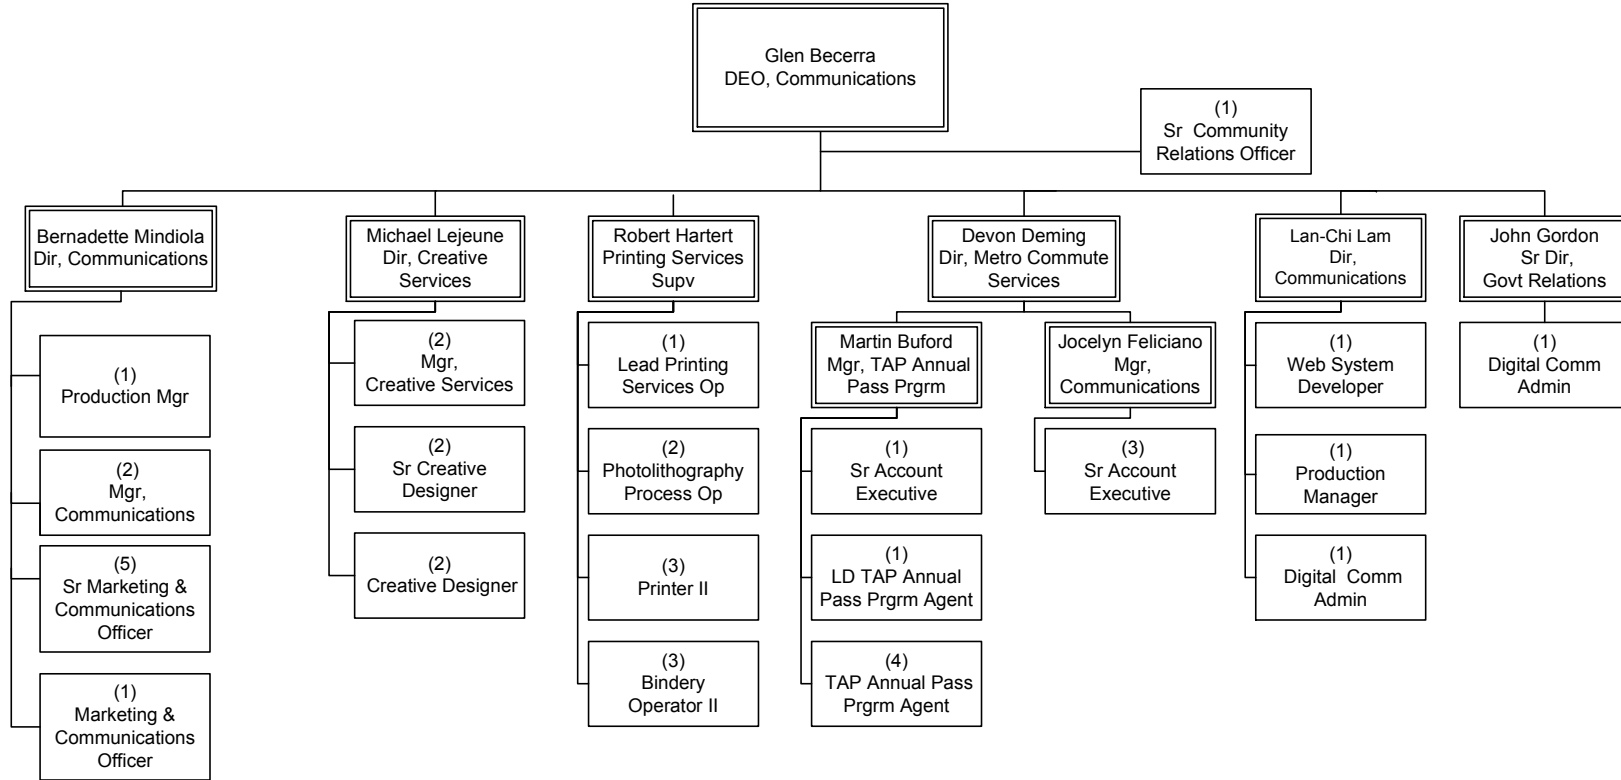 Glen Becerra
DEO, Communications
(1)
Sr Community
Relations Officer
Bernadette Mindiola
Dir, Communications
Michael Lejeune
Dir, Creative
Services
Robert Hartert
Printing Services
Supv
Devon Deming
Dir, Metro Commute
Services
Lan-Chi Lam
Dir,
Communications
John Gordon
Sr Dir,
Govt Relations
(1)
Production Mgr
(2)
Mgr,
Communications
(5)
Sr Marketing &
Communications
Officer
(1)
Marketing &
Communications
Officer
(2)
Mgr,
Creative Services
(2)
Sr Creative
Designer
(2)
Creative Designer
(1)
Lead Printing
Services Op
(2)
Photolithography
Process Op
(3)
Printer II
(3)
Bindery
Operator II
Martin Buford
Mgr, TAP Annual
Pass Prgrm
(1)
Sr Account
Executive
(1)
LD TAP Annual
Pass Prgrm Agent
(4)
TAP Annual Pass
Prgrm Agent
Jocelyn Feliciano
Mgr,
Communications
(3)
Sr Account
Executive
(1)
Web System
Developer
(1)
Production
Manager
(1)
Digital Comm
Admin
(1)
Digital Comm
Admin